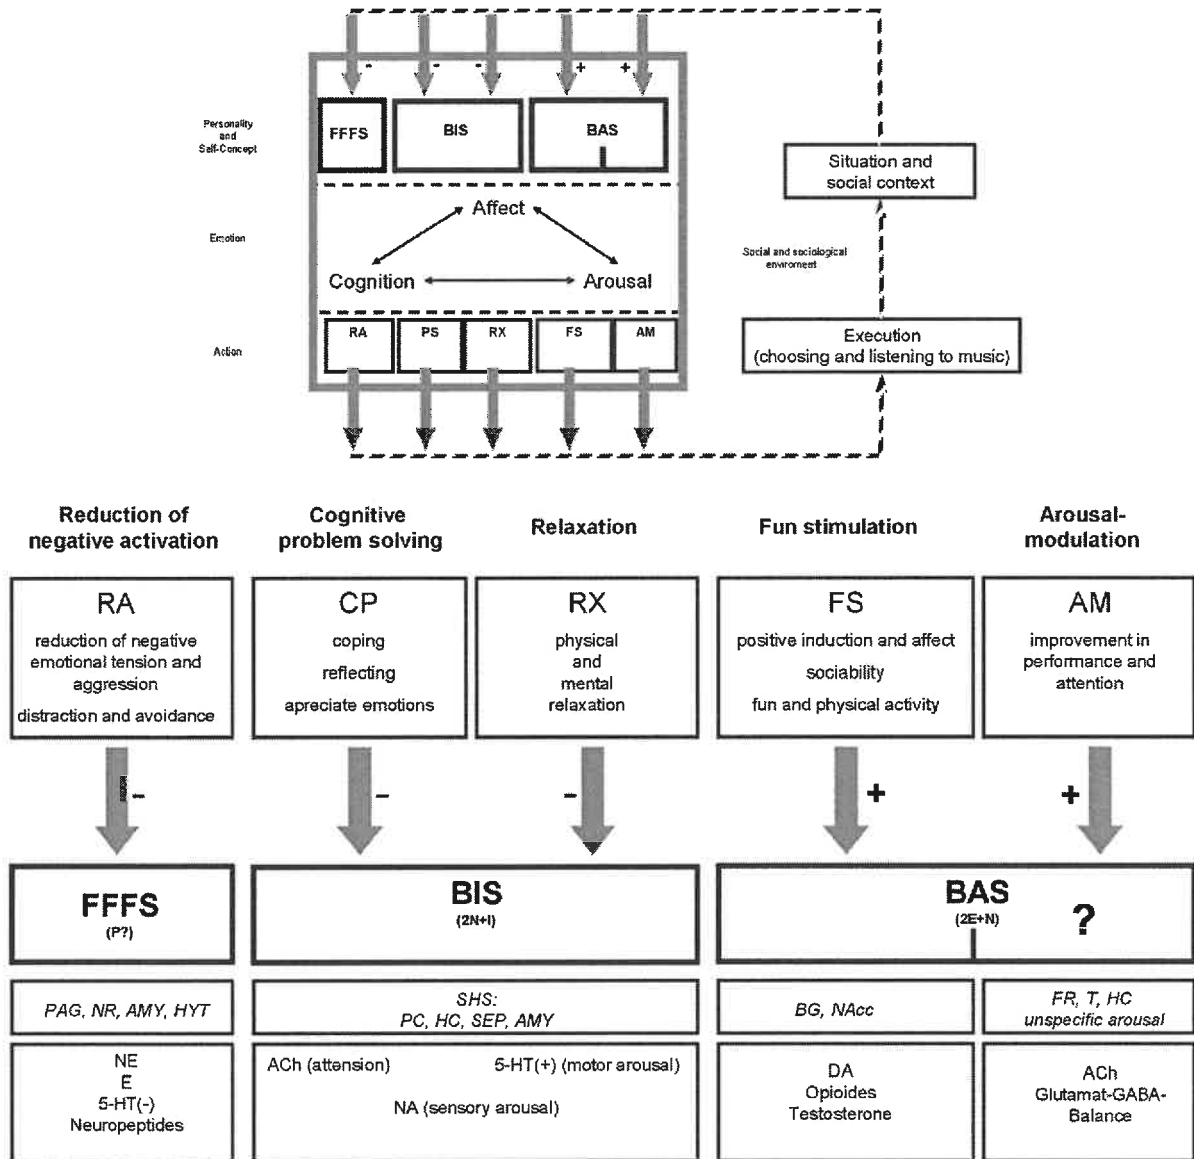 - - - + +
Personality
and
Self-Concept
FFFS
BIS
BAS
Situation and
social context
Affect
Emotion
Social and sociological
enviroment
Cognition
Arousal
RA
PS
RX
FS
AM
Action
Execution
(choosing and listening to music)
Reduction of
negative activation
Cognitive
problem solving
Relaxation
Fun stimulation
Arousal-
modulation
RA
reduction of negative
emotional tension and
aggression
distraction and avoidance
CP
coping
reflecting
apreciate emotions
RX
physical
and
mental
relaxation
FS
positive induction and affect
sociability
fun and physical activity
AM
improvement in
performance and
attention
- - - + +
FFFS
(P?)
BIS
(2N+I)
BAS
(2E+N)
?
PAG, NR, AMY, HYT
SHS:
PC, HC, SEP, AMY
BG, NAcc
FR, T, HC
unspecific arousal
NE
E
5-HT(-)
Neuropeptides
ACh (attension)
5-HT(+) (motor arousal)
NA (sensory arousal)
DA
Opioides
Testosterone
ACh
Glutamat-GABA-
Balance